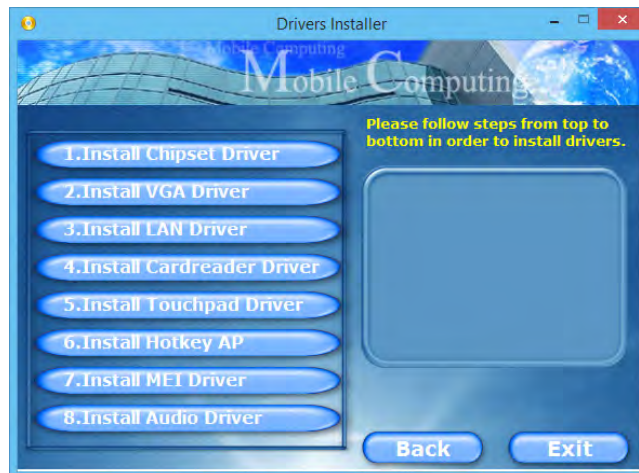 Drivers Installer
Mobile Computing
Mobile Computing
Please follow steps from top to
bottom in order to install drivers.
1.Install Chipset Driver
2.Install VGA Driver
3.Install LAN Driver
4.Install Cardreader Driver
5.Install Touchpad Driver
6.Install Hotkey AP
7.Install MEI Driver
8.Install Audio Driver
Back
Exit